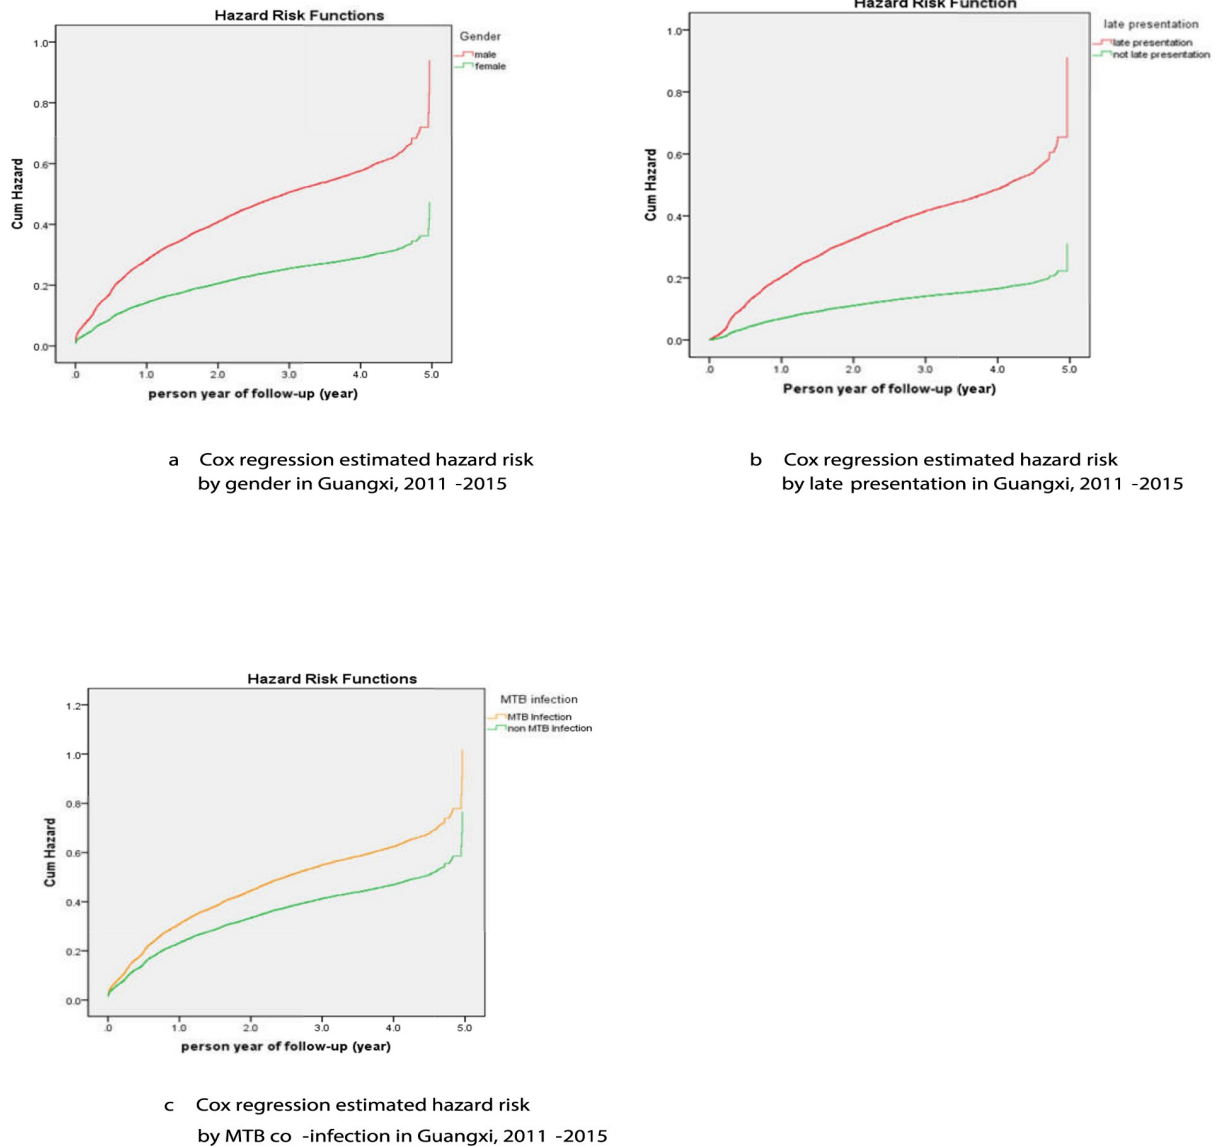 Hazard Risk Functions
Gender
male
female
1.0
0.8
0.6
0.4
0.2
0.0
Cum Hazard
.0 1.0 2.0 3.0 4.0 5.0
person year of follow-up (year)
a Cox regression estimated hazard risk
by gender in Guangxi, 2011 -2015
Hazard Risk Function
late presentation
late presentation
not late presentation
1.0
0.8
0.6
0.4
0.2
0.0
Cum Hazard
.0 1.0 2.0 3.0 4.0 5.0
Person year of follow-up (year)
b Cox regression estimated hazard risk
by late presentation in Guangxi, 2011 -2015
Hazard Risk Functions
MTB infection
MTB Infection
non MTB Infection
1.2
1.0
0.8
0.6
0.4
0.2
0.0
Cum Hazard
.0 1.0 2.0 3.0 4.0 5.0
person year of follow-up (year)
c Cox regression estimated hazard risk
by MTB co -infection in Guangxi, 2011 -2015